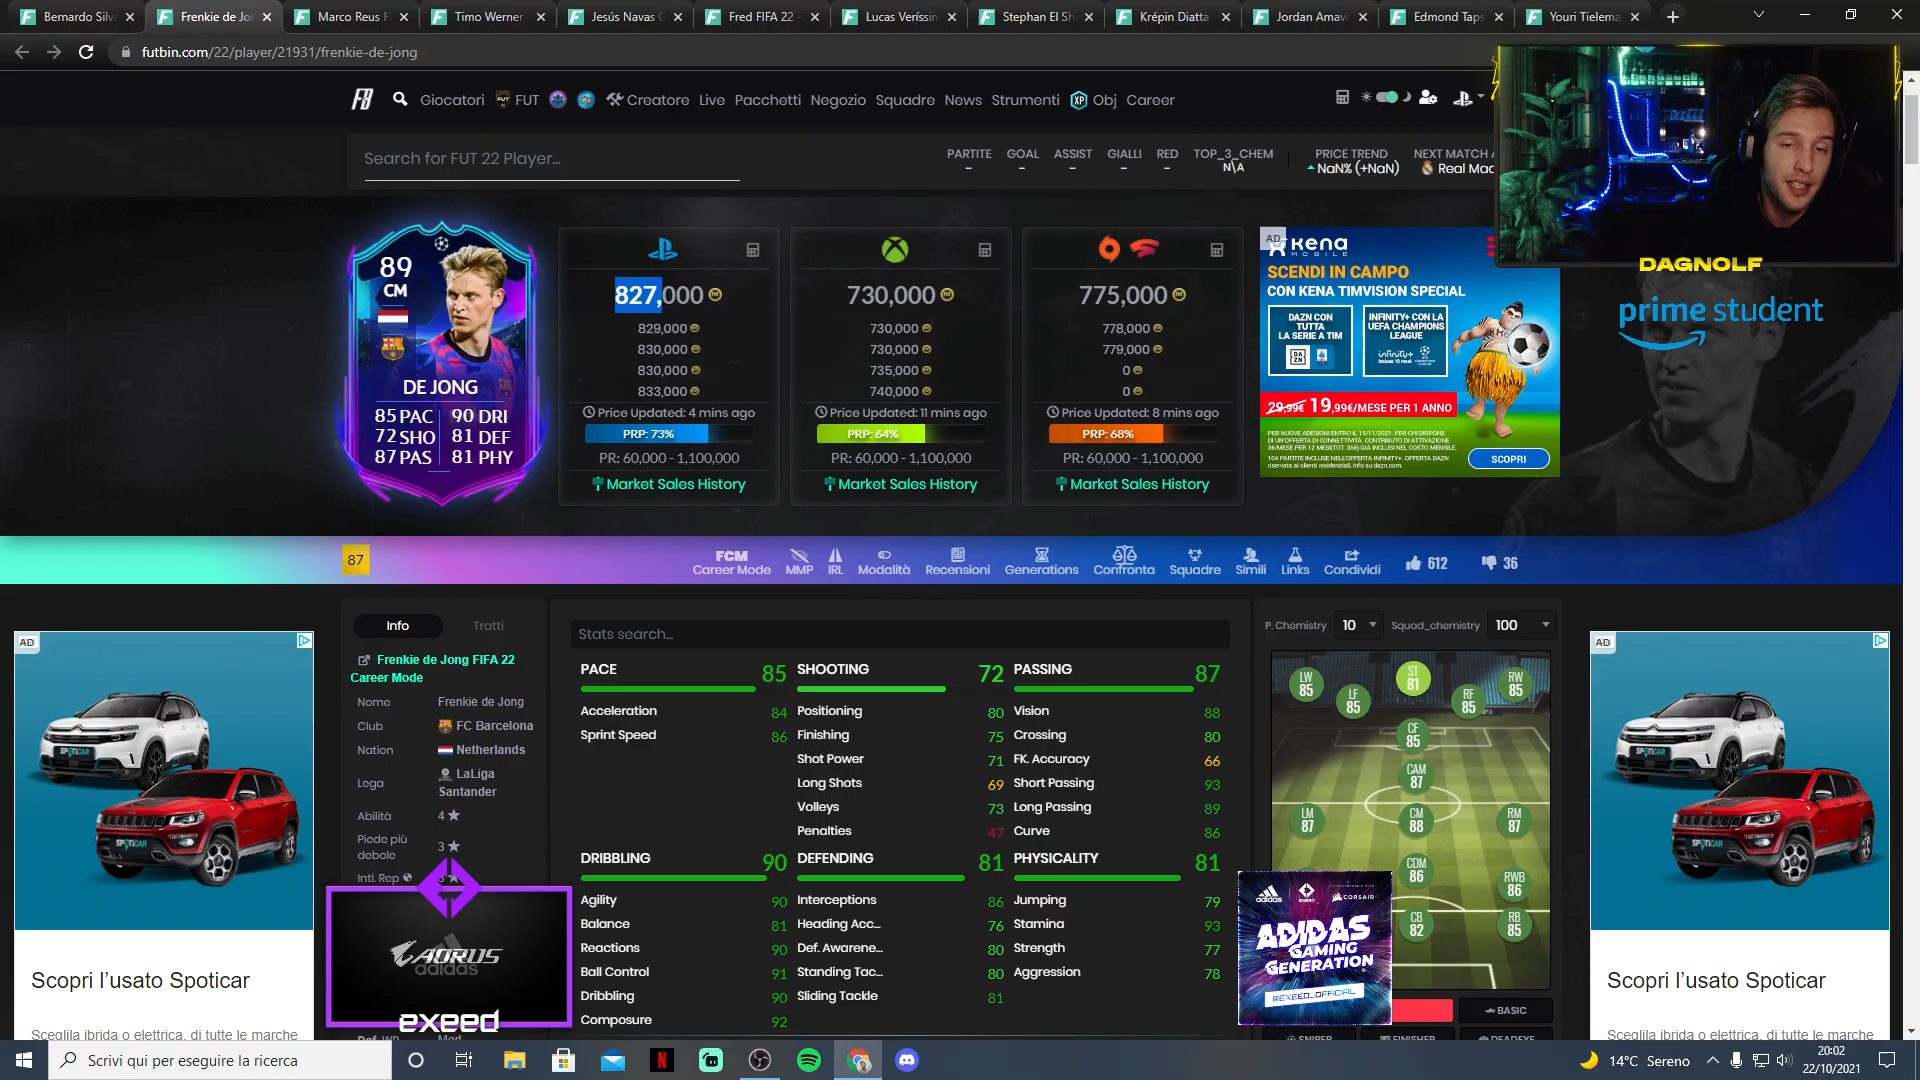 Bernardo Silva
Frenkie de Jo
Marco Reus F
Timo Werner
Jesús Navas G
Fred FIFA 22 -
Lucas Veríssim
Stephan El Sh
Krépin Diatta
Jordan Amavi
Edmond Taps
Youri Tielema
futbin.com/22/player/21931/frenkie-de-jong
Giocatori FUT Creatore Live Pacchetti Negozio Squadre News Strumenti XP Obj Career
Search for FUT 22 Player...
PARTITE GOAL ASSIST GIALLI RED TOP_3_CHEM PRICE TREND NEXT MATCH
- - - - - N\A NaN% (+NaN) Real Mad
89
CM
DE JONG
85 PAC 90 DRI
72 SHO 81 DEF
87 PAS 81 PHY
827,000
829,000
830,000
830,000
833,000
Price Updated: 4 mins ago
PRP: 73%
PR: 60,000 - 1,100,000
Market Sales History
730,000
730,000
730,000
735,000
740,000
Price Updated: 11 mins ago
PRP: 64%
PR: 60,000 - 1,100,000
Market Sales History
775,000
778,000
779,000
0
0
Price Updated: 8 mins ago
PRP: 68%
PR: 60,000 - 1,100,000
Market Sales History
AD
kena
MOBILE
SCENDI IN CAMPO
CON KENA TIMVISION SPECIAL
DAZN CON
TUTTA
LA SERIE A TIM
INFINITY+ CON LA
UEFA CHAMPIONS
LEAGUE
29,99€ 19,99€/MESE PER 1 ANNO
SCOPRI
DAGNOLF
prime student
87
FCM
Career Mode
MMP
IRL
Modalità
Recensioni
Generations
Confronta
Squadre
Simili
Links
Condividi
612
36
Info Tratti
Frenkie de Jong FIFA 22
Career Mode
Nome Frenkie de Jong
Club FC Barcelona
Nation Netherlands
Lega LaLiga
Santander
Abilità 4
Piede più
debole 3
Intl. Rep
Stats search...
PACE 85
Acceleration 84
Sprint Speed 86
SHOOTING 72
Positioning 80
Finishing 75
Shot Power 71
Long Shots 69
Volleys 73
Penalties 47
PASSING 87
Vision 88
Crossing 80
FK. Accuracy 66
Short Passing 93
Long Passing 89
Curve 86
DRIBBLING 90
Agility 90
Balance 81
Reactions 90
Ball Control 91
Dribbling 90
Composure 92
DEFENDING 81
Interceptions 86
Heading Acc... 76
Def. Awarene... 80
Standing Tac... 80
Sliding Tackle 81
PHYSICALITY 81
Jumping 79
Stamina 93
Strength 77
Aggression 78
P. Chemistry 10 Squad_chemistry 100
LW
85
ST
81
RW
85
LF
85
RF
85
CF
85
CAM
87
LM
87
CM
88
RM
87
CDM
86
RWB
86
CB
82
RB
85
BASIC
AD
SPOTICAR
SPOTICAR
Scopri l'usato Spoticar
Sceglila ibrida o elettrica, di tutte le marche
AORUS
adidas
exeed
adidas
CORSAIR
ADIDAS
GAMING
GENERATION
@EXEED_OFFICIAL
AD
SPOTICAR
SPOTICAR
Scopri l'usato Spoticar
Sceglila ibrida o elettrica, di tutte le marche
Scrivi qui per eseguire la ricerca
14°C Sereno
20:02
22/10/2021